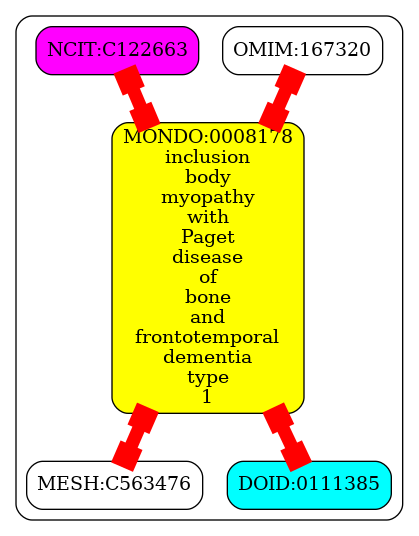 NCIT:C122663
OMIM:167320
MONDO:0008178
inclusion
body
myopathy
with
Paget
disease
of
bone
and
frontotemporal
dementia
type
1
MESH:C563476
DOID:0111385